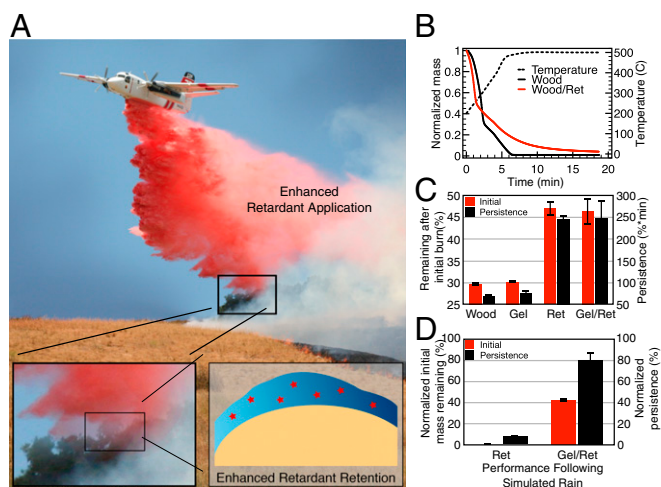 A
Enhanced
Retardant Application
Enhanced Retardant Retention
B
Normalized mass
1
0.8
0.6
0.4
0.2
0
Temperature
Wood
Wood/Ret
500
400
300
200
100
0
Temperature (C)
0
5
10
15
20
Time (min)
C
Remaining after
initial burn(%)
50
45
40
35
30
25
Initial
Persistence
300
250
200
150
100
50
Persistence (%*min)
Wood
Gel
Ret
Gel/Ret
D
Normalized initial
mass remaining (%)
100
80
60
40
20
0
Initial
Persistence
100
80
60
40
20
0
Normalized
persistence (%)
Ret
Gel/Ret
Performance Following
Simulated Rain